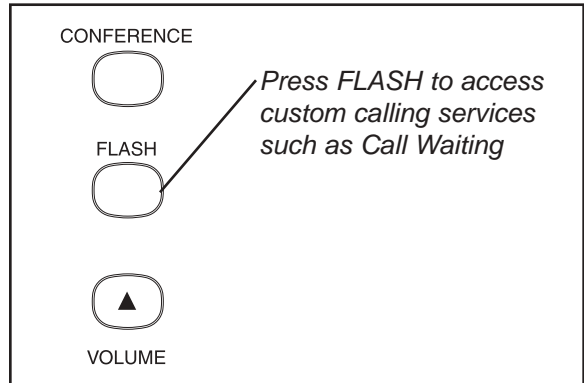 CONFERENCE
Press FLASH to access
custom calling services
such as Call Waiting
FLASH
VOLUME